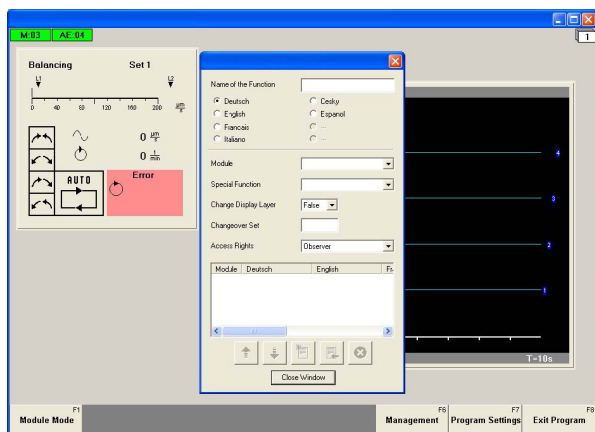 M:03 AE:04
1
Balancing Set 1
L1 L2
0 40 80 120 160 200 µm/s
0 µm/s
0 1/min
AUTO
Error
Name of the Function
Deutsch Cesky
English Espanol
Francais ...
Italiano ...
Module
Special Function
Change Display Layer False
Changeover Set
Access Rights Observer
Module Deutsch English Fra
Close Window
4
3
2
1
T=10s
F1 F6 F7 F8
Module Mode Management Program Settings Exit Program